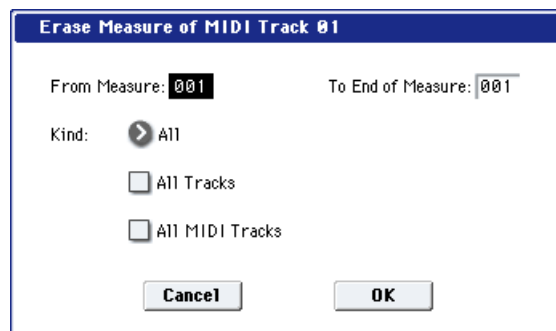 Erase Measure of MIDI Track 01
From Measure: 001 To End of Measure: 001
Kind: All
All Tracks
All MIDI Tracks
Cancel OK